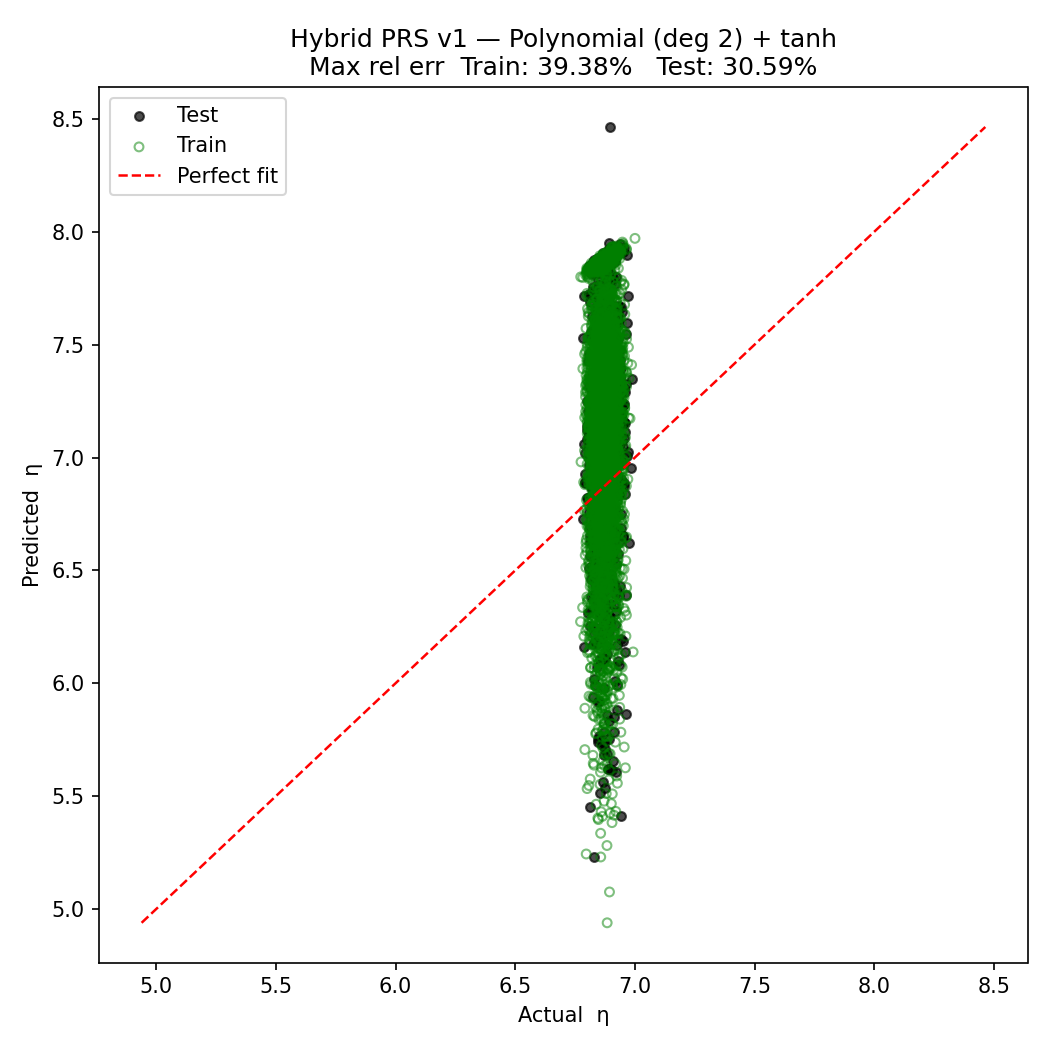 Hybrid PRS v1 — Polynomial (deg 2) + tanh
Max rel err  Train: 39.38%   Test: 30.59%
Test
Train
Perfect fit
8.5
8.0
7.5
7.0
6.5
6.0
5.5
5.0
Predicted  η
5.0 5.5 6.0 6.5 7.0 7.5 8.0 8.5
Actual  η